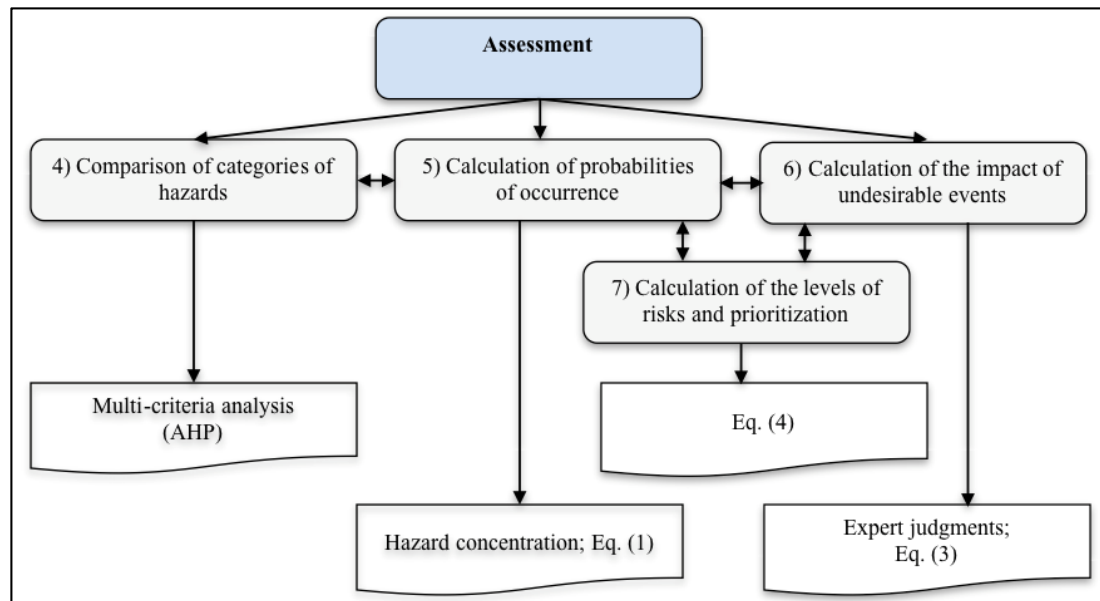 Assessment
4) Comparison of categories of
hazards
5) Calculation of probabilities
of occurrence
6) Calculation of the impact of
undesirable events
7) Calculation of the levels of
risks and prioritization
Multi-criteria analysis
(AHP)
Eq. (4)
Hazard concentration; Eq. (1)
Expert judgments;
Eq. (3)